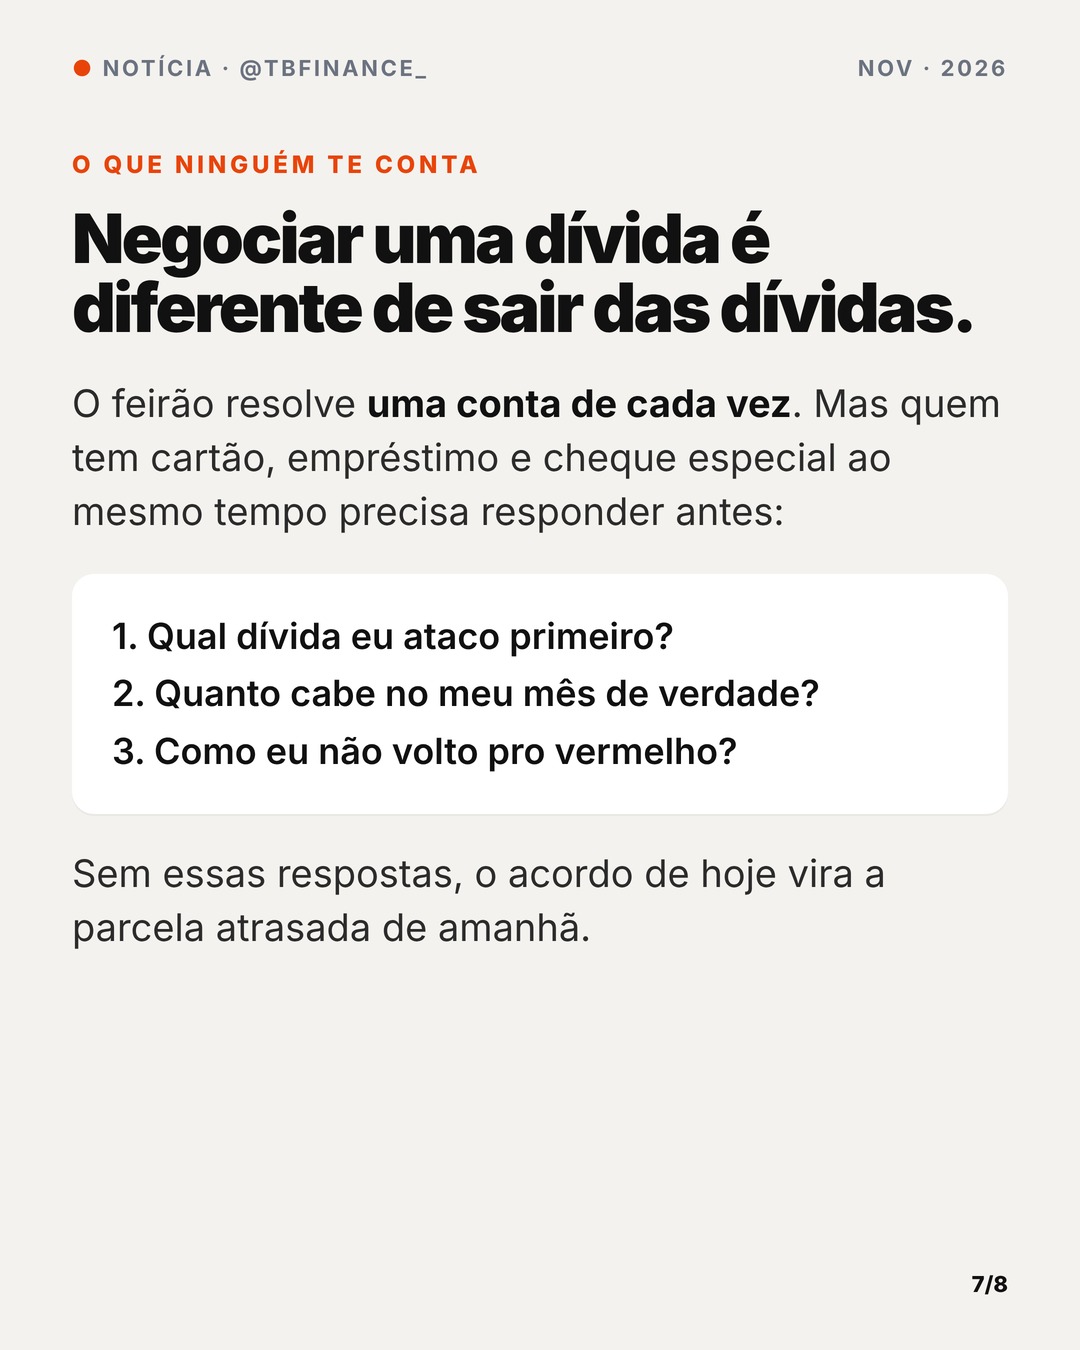 NOTÍCIA · @TBFINANCE_
NOV · 2026
O QUE NINGUÉM TE CONTA
Negociar uma dívida é
diferente de sair das dívidas.
O feirão resolve uma conta de cada vez. Mas quem
tem cartão, empréstimo e cheque especial ao
mesmo tempo precisa responder antes:
1. Qual dívida eu ataco primeiro?
2. Quanto cabe no meu mês de verdade?
3. Como eu não volto pro vermelho?
Sem essas respostas, o acordo de hoje vira a
parcela atrasada de amanhã.
7/8